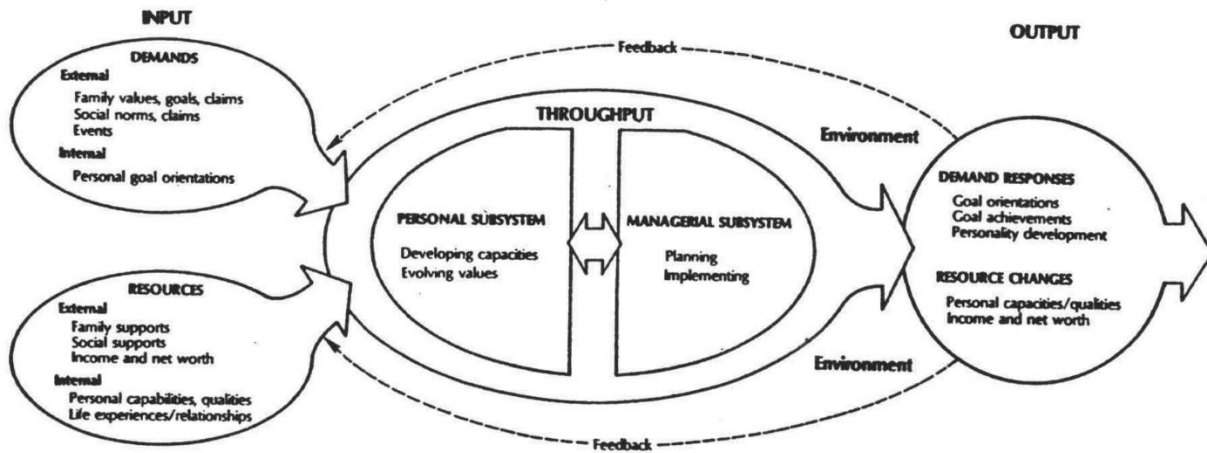 INPUT
DEMANDS
External
Family values, goals, claims
Social norms, claims
Events
Internal
Personal goal orientations
RESOURCES
External
Family supports
Social supports
Income and net worth
Internal
Personal capabilities, qualities
Life experiences/relationships
Feedback
THROUGHPUT
PERSONAL SUBSYSTEM
Developing capacities
Evolving values
MANAGERIAL SUBSYSTEM
Planning
Implementing
Environment
Environment
Feedback
OUTPUT
DEMAND RESPONSES
Goal orientations
Goal achievements
Personality development
RESOURCE CHANGES
Personal capacities/qualities
Income and net worth